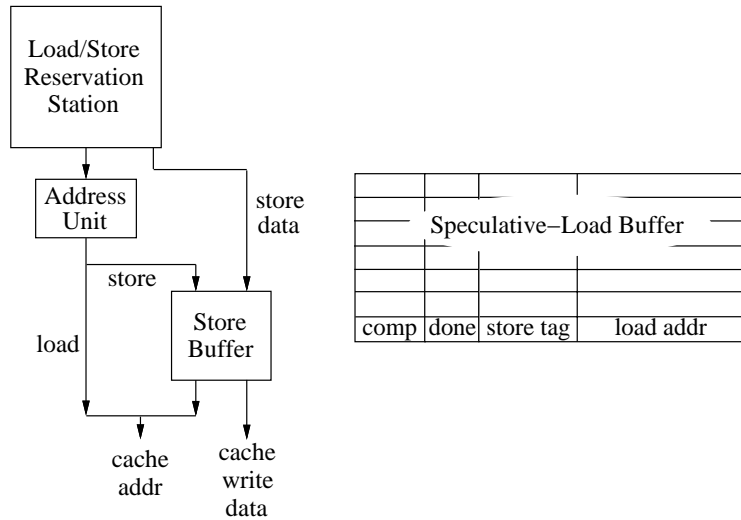 Load/Store
Reservation
Station
Address
Unit
store
data
store
Store
Buffer
load
cache
addr
cache
write
data
Speculative−Load Buffer
comp done store tag load addr